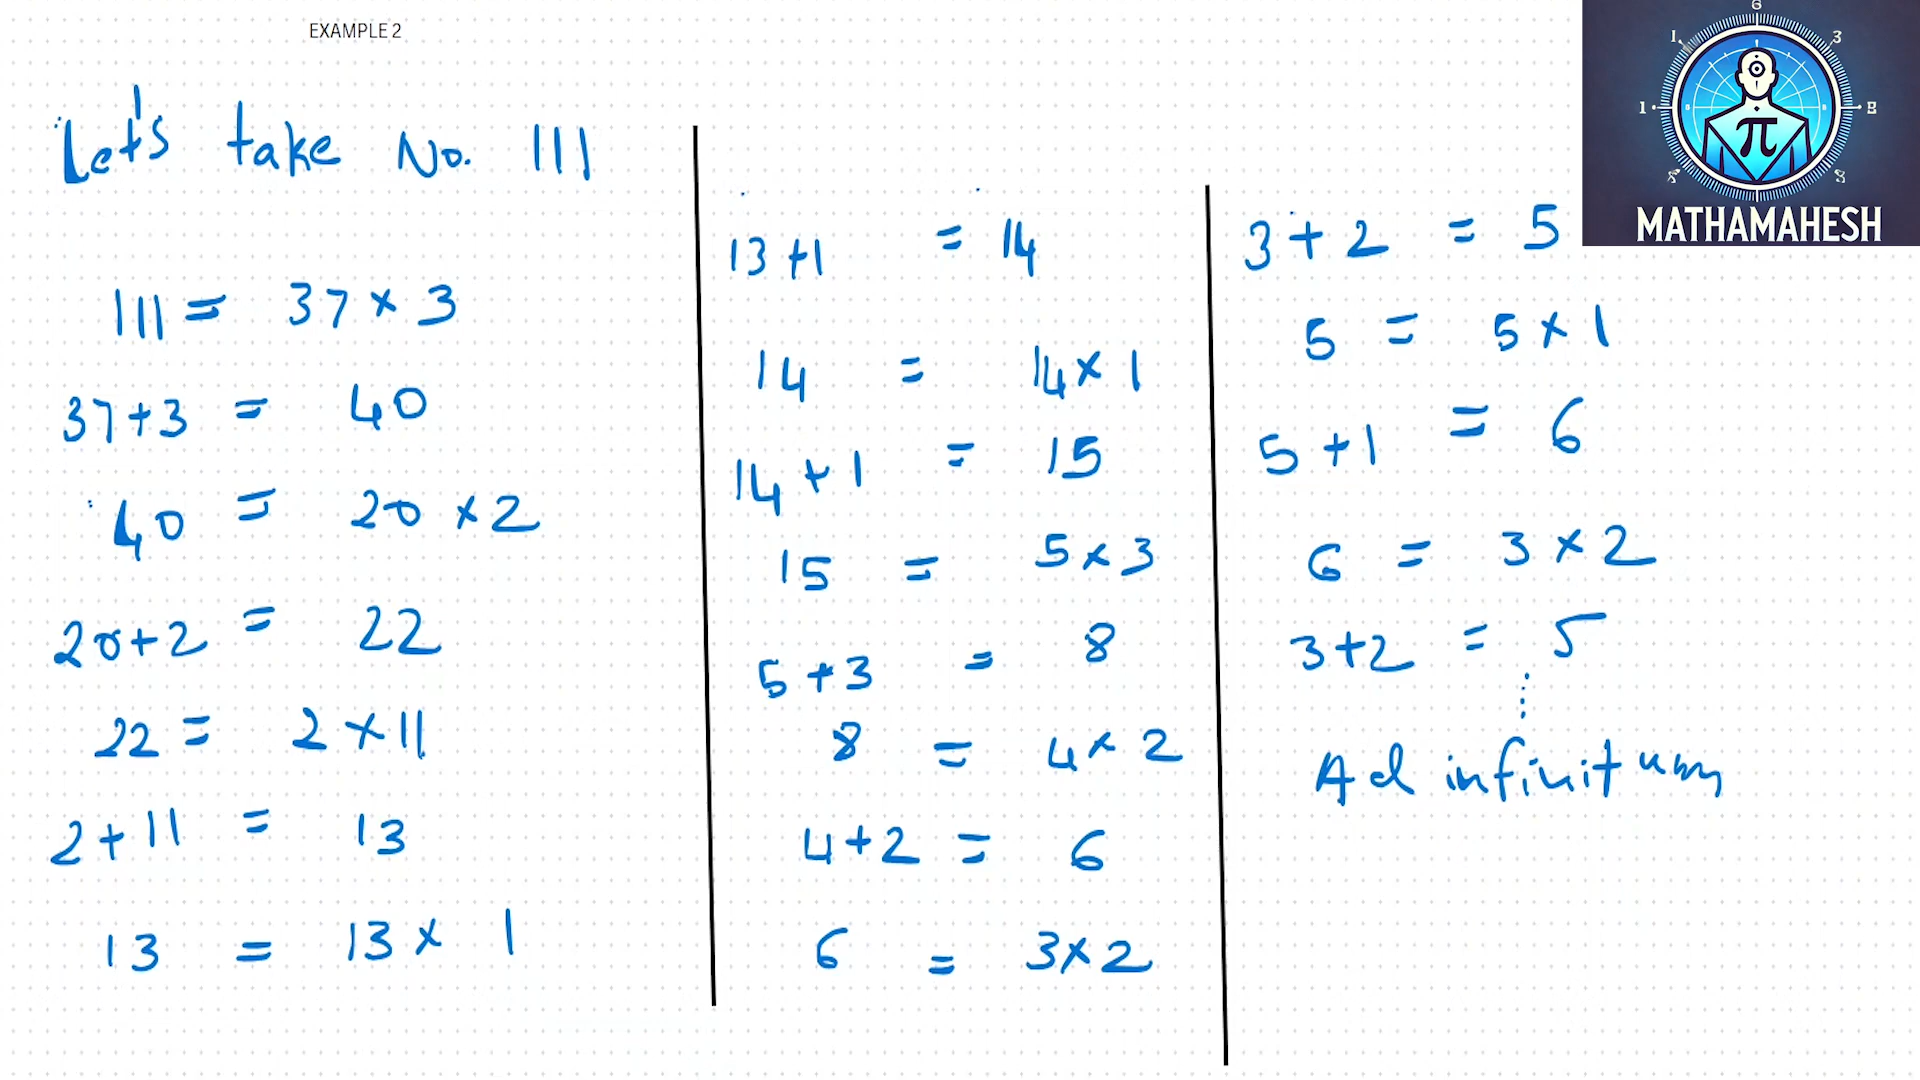 EXAMPLE 2
Let's take No. 111
111 = 37 × 3
37+3 = 40
40 = 20 × 2
20+2 = 22
22 = 2 × 11
2+11 = 13
13 = 13 × 1
13+1 = 14
14 = 14 × 1
14+1 = 15
15 = 5 × 3
5+3 = 8
8 = 4 × 2
4+2 = 6
6 = 3×2
3+2 = 5
5 = 5 × 1
5+1 = 6
6 = 3 × 2
3+2 = 5
Ad infinitum
MATHAMAHESH